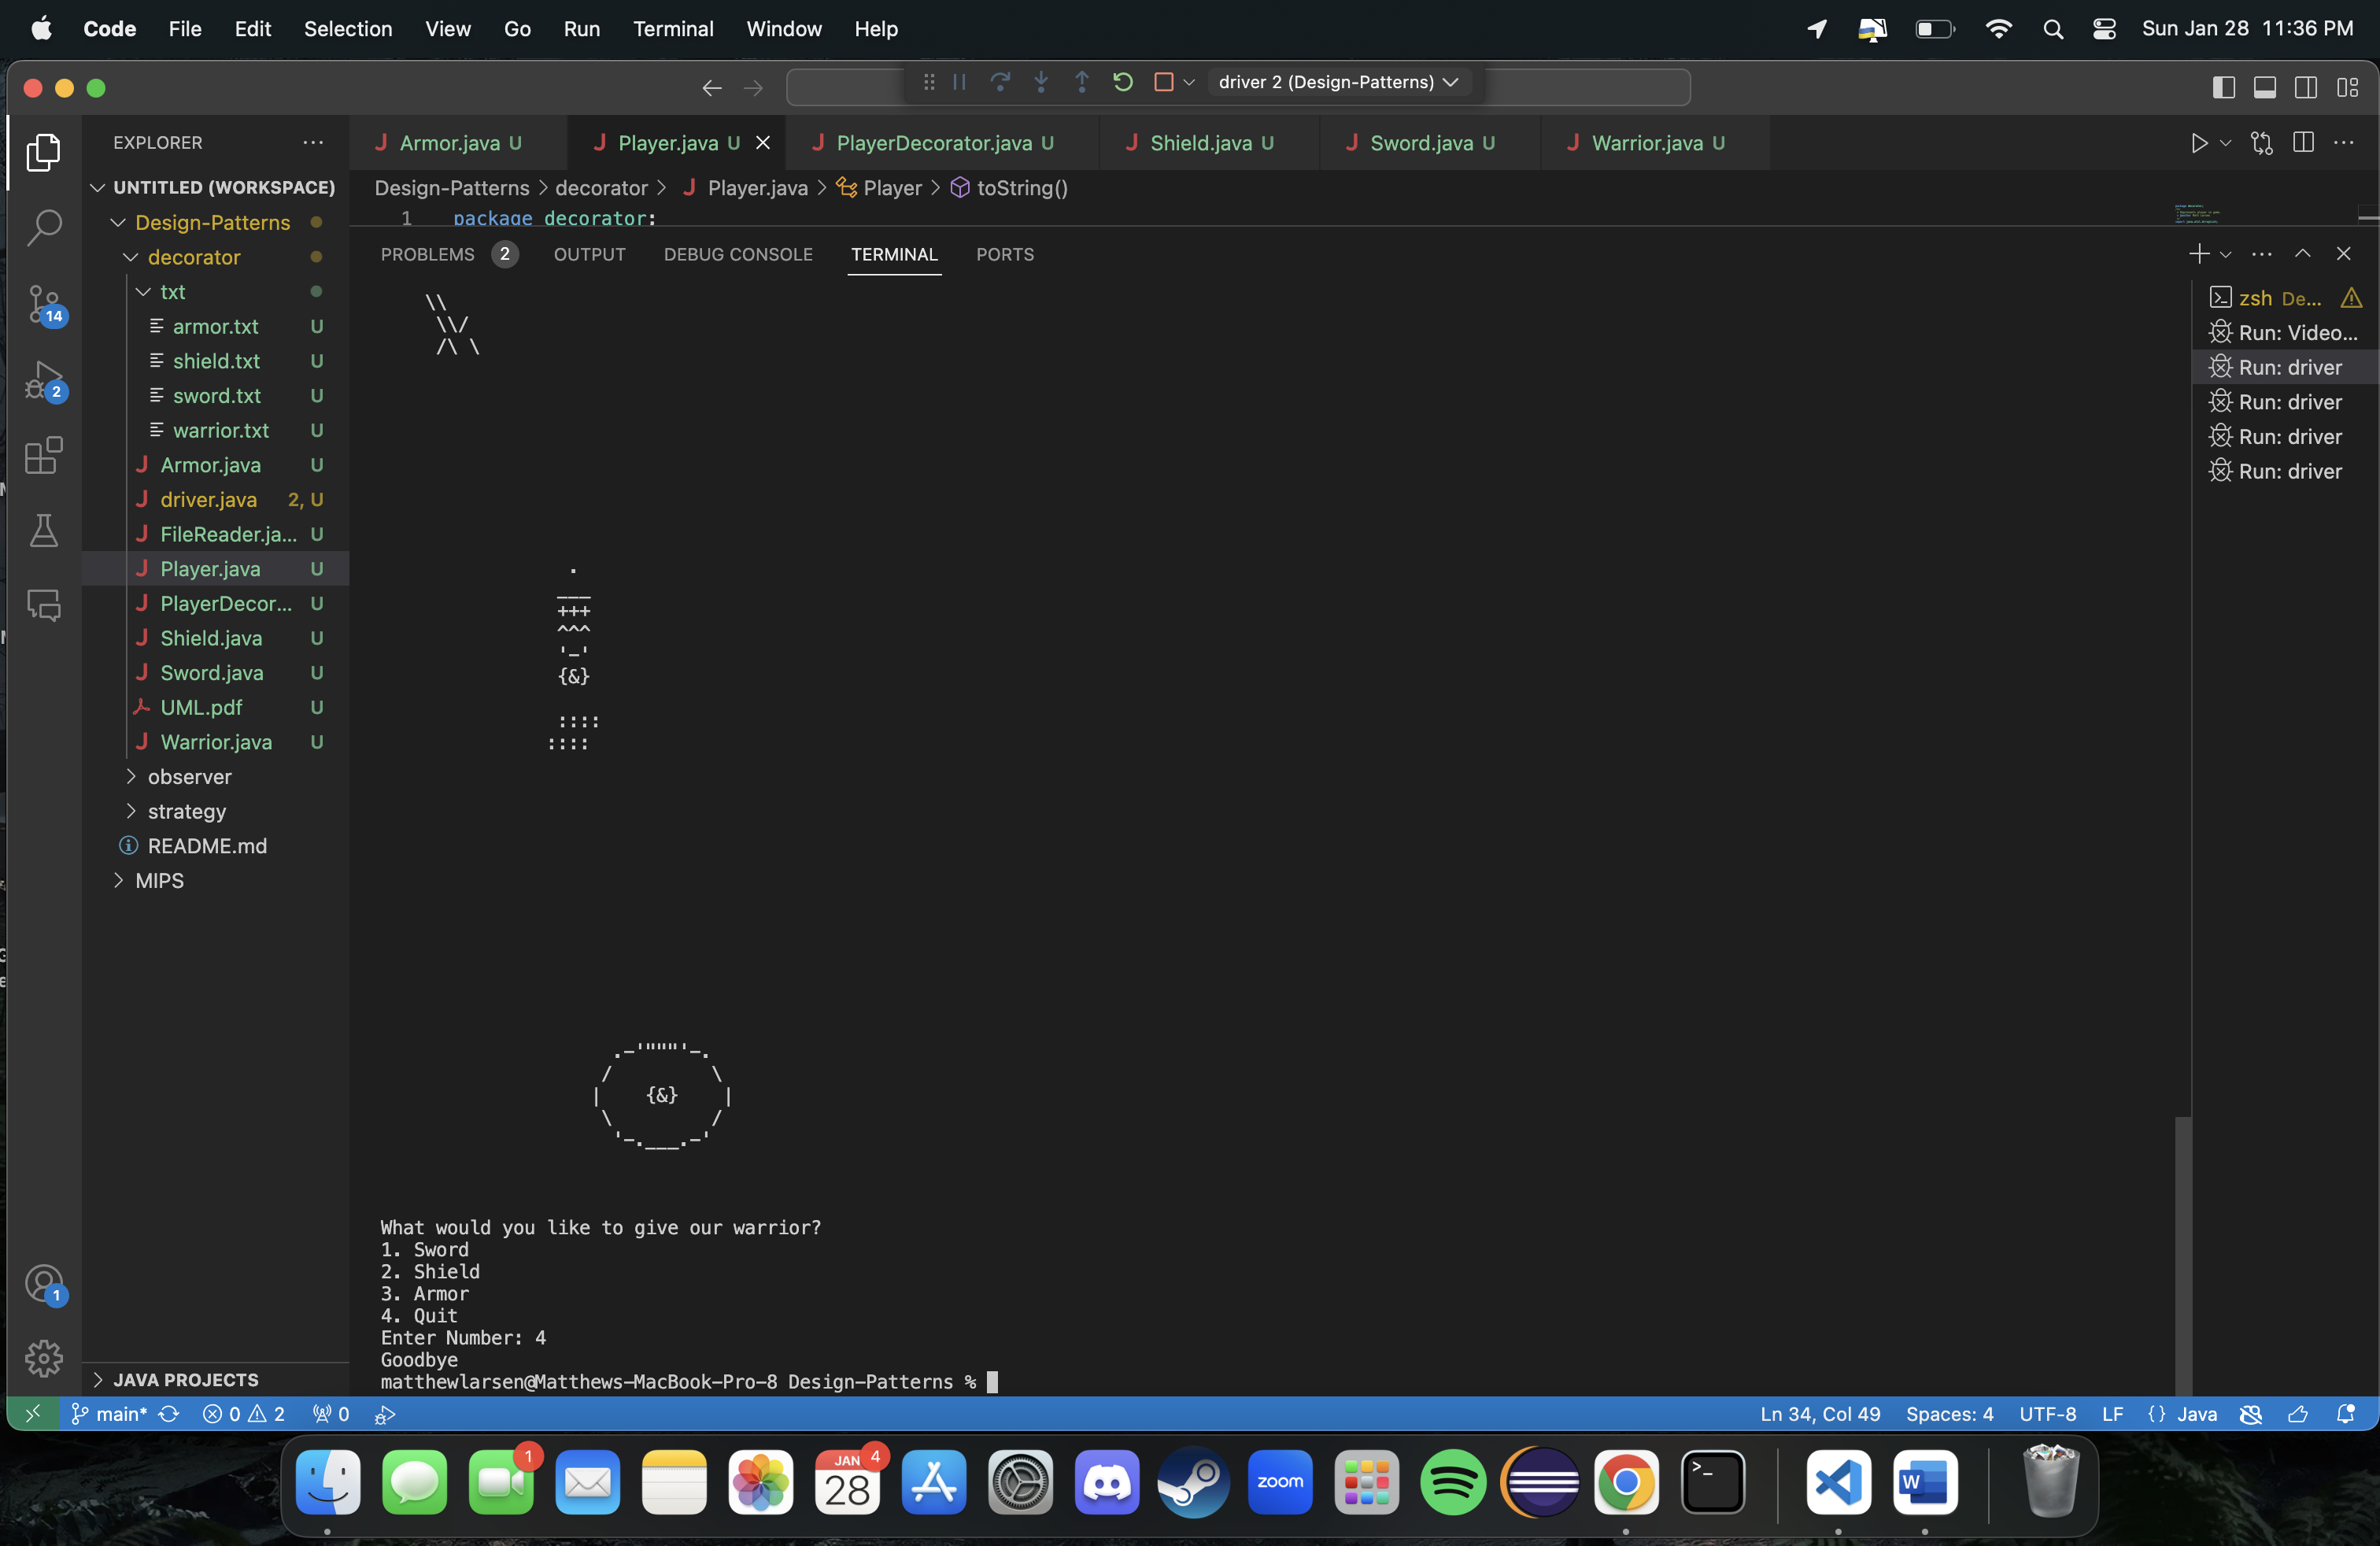 Code File Edit Selection View Go Run Terminal Window Help Sun Jan 28 11:36 PM
driver 2 (Design-Patterns)
EXPLORER
Armor.java U Player.java U PlayerDecorator.java U Shield.java U Sword.java U Warrior.java U
UNTITLED (WORKSPACE)
Design-Patterns > decorator > Player.java > Player > toString()
1 package decorator;
Design-Patterns
decorator
txt
armor.txt U
shield.txt U
sword.txt U
warrior.txt U
Armor.java U
driver.java 2, U
FileReader.ja... U
Player.java U
PlayerDecor... U
Shield.java U
Sword.java U
UML.pdf U
Warrior.java U
observer
strategy
README.md
MIPS
JAVA PROJECTS
14
2
1
PROBLEMS 2 OUTPUT DEBUG CONSOLE TERMINAL PORTS
\\
\\/
/\ \
.
___
+++
^^^
'_'
{&}
::::
::::
.-'"""'-.
/ \
| {&} |
\ /
'-.___.-'
What would you like to give our warrior?
1. Sword
2. Shield
3. Armor
4. Quit
Enter Number: 4
Goodbye
matthewlarsen@Matthews-MacBook-Pro-8 Design-Patterns %
zsh De...
Run: Video...
Run: driver
Run: driver
Run: driver
Run: driver
main* 0 2 0 Ln 34, Col 49 Spaces: 4 UTF-8 LF {} Java
1
JAN 4
28
zoom
>_
W